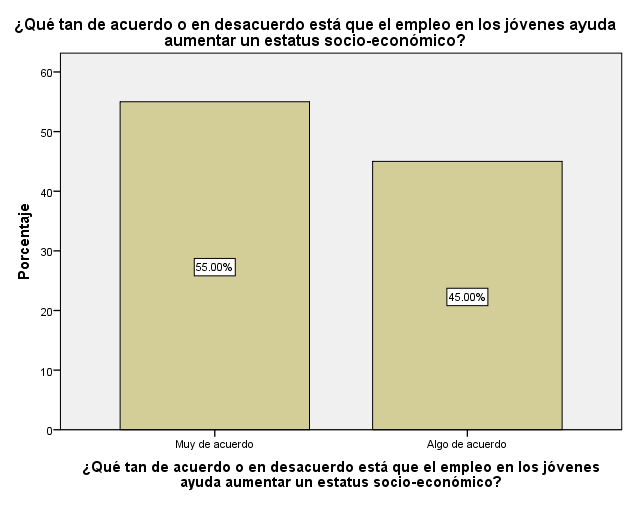 ¿Qué tan de acuerdo o en desacuerdo está que el empleo en los jóvenes ayuda
aumentar un estatus socio-económico?
60
50
40
30
20
10
0
Porcentaje
55.00%
45.00%
Muy de acuerdo
Algo de acuerdo
¿Qué tan de acuerdo o en desacuerdo está que el empleo en los jóvenes
ayuda aumentar un estatus socio-económico?